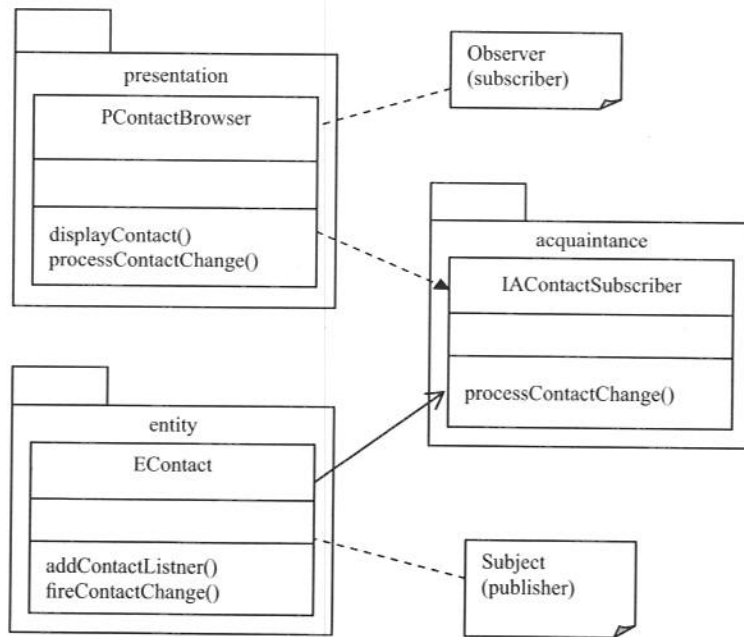 presentation
PContactBrowser
displayContact()
processContactChange()
Observer
(subscriber)
acquaintance
IAContactSubscriber
processContactChange()
entity
EContact
addContactListner()
fireContactChange()
Subject
(publisher)